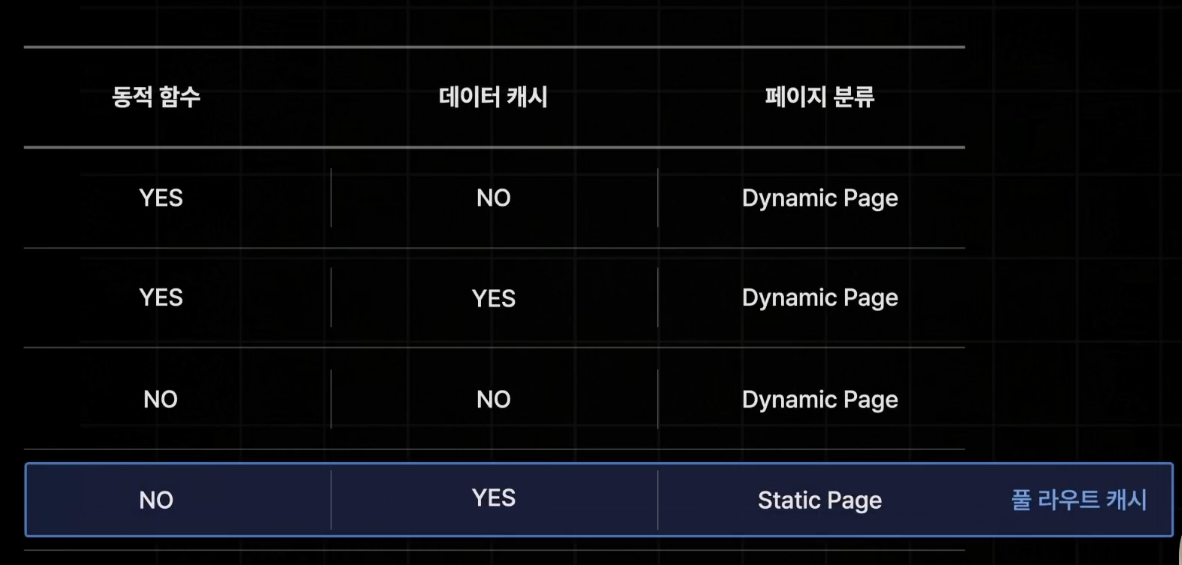 동적 함수 데이터 캐시 페이지 분류
YES NO Dynamic Page
YES YES Dynamic Page
NO NO Dynamic Page
NO YES Static Page 풀 라우트 캐시